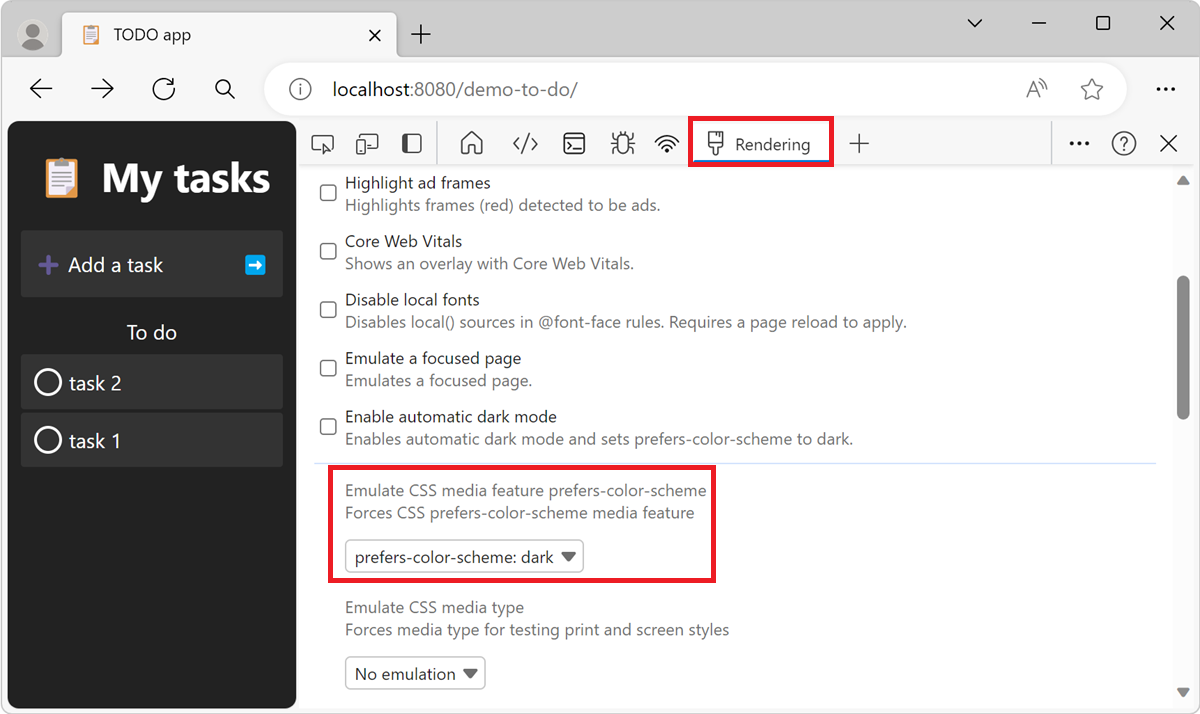 TODO app
localhost:8080/demo-to-do/
A
Rendering
My tasks
Add a task
To do
task 2
task 1
Highlight ad frames
Highlights frames (red) detected to be ads.
Core Web Vitals
Shows an overlay with Core Web Vitals.
Disable local fonts
Disables local() sources in @font-face rules. Requires a page reload to apply.
Emulate a focused page
Emulates a focused page.
Enable automatic dark mode
Enables automatic dark mode and sets prefers-color-scheme to dark.
Emulate CSS media feature prefers-color-scheme
Forces CSS prefers-color-scheme media feature
prefers-color-scheme: dark
Emulate CSS media type
Forces media type for testing print and screen styles
No emulation